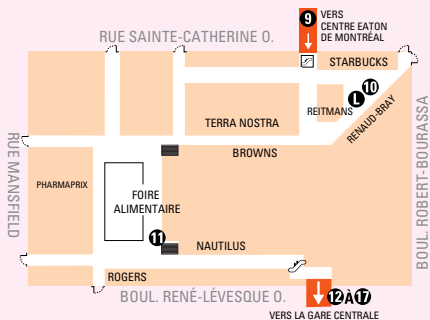 9 VERS
CENTRE EATON
DE MONTRÉAL
RUE SAINTE-CATHERINE O.
STARBUCKS
10
L
REITMANS
RENAUD-BRAY
TERRA NOSTRA
BROWNS
RUE MANSFIELD
BOUL. ROBERT-BOURASSA
PHARMAPRIX
FOIRE
ALIMENTAIRE
11
NAUTILUS
ROGERS
BOUL. RENÉ-LÉVESQUE O.
12 À 17
VERS LA GARE CENTRALE